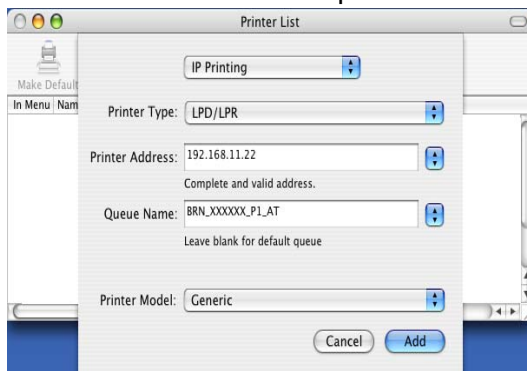 Printer List
IP Printing
Make Default
In Menu Nam
Printer Type: LPD/LPR
Printer Address: 192.168.11.22
Complete and valid address.
Queue Name: BRN_XXXXXX_P1_AT
Leave blank for default queue
Printer Model: Generic
Cancel Add